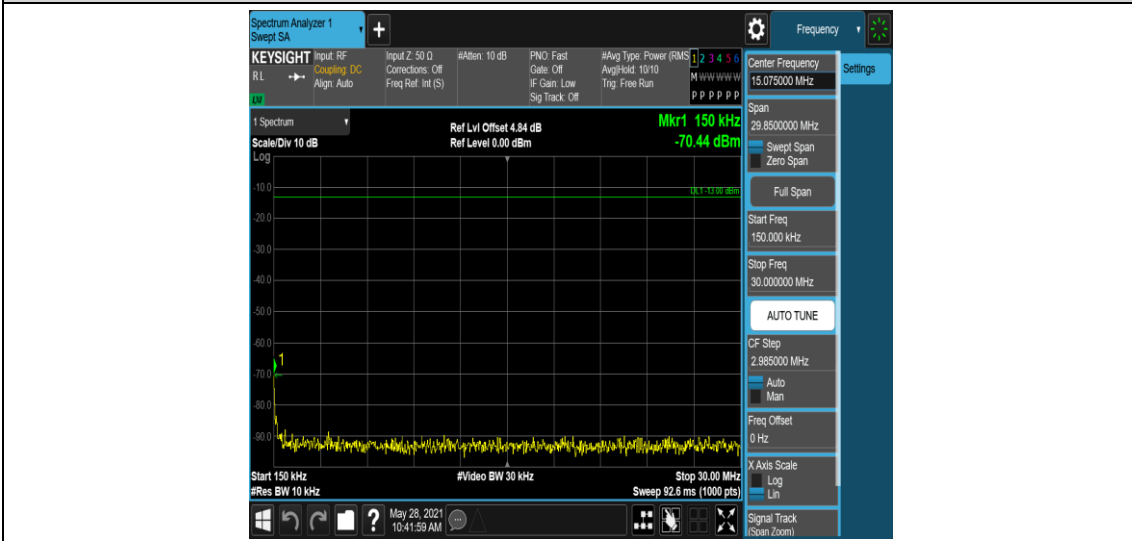 Spectrum Analyzer 1
Swept SA
+
Frequency
KEYSIGHT
RL
LXI
Input: RF
Coupling: DC
Align: Auto
Input Z: 50 Ω
Corrections: Off
Freq Ref: Int (S)
#Atten: 10 dB
PNO: Fast
Gate: Off
IF Gain: Low
Sig Track: Off
#Avg Type: Power (RMS
Avg|Hold: 10/10
Trig: Free Run
1 2 3 4 5 6
M W W W W W
P P P P P P
1 Spectrum
Scale/Div 10 dB
Log
Ref Lvl Offset 4.84 dB
Ref Level 0.00 dBm
Mkr1 150 kHz
-70.44 dBm
DL1 -13.00 dBm
-10.0
-20.0
-30.0
-40.0
-50.0
-60.0
-70.0
-80.0
-90.0
1
Start 150 kHz
#Res BW 10 kHz
#Video BW 30 kHz
Stop 30.00 MHz
Sweep 92.6 ms (1000 pts)
?
May 28, 2021
10:41:59 AM
Center Frequency
15.075000 MHz
Span
29.8500000 MHz
Swept Span
Zero Span
Full Span
Start Freq
150.000 kHz
Stop Freq
30.000000 MHz
AUTO TUNE
CF Step
2.985000 MHz
Auto
Man
Freq Offset
0 Hz
X Axis Scale
Log
Lin
Signal Track
(Span Zoom)
Settings